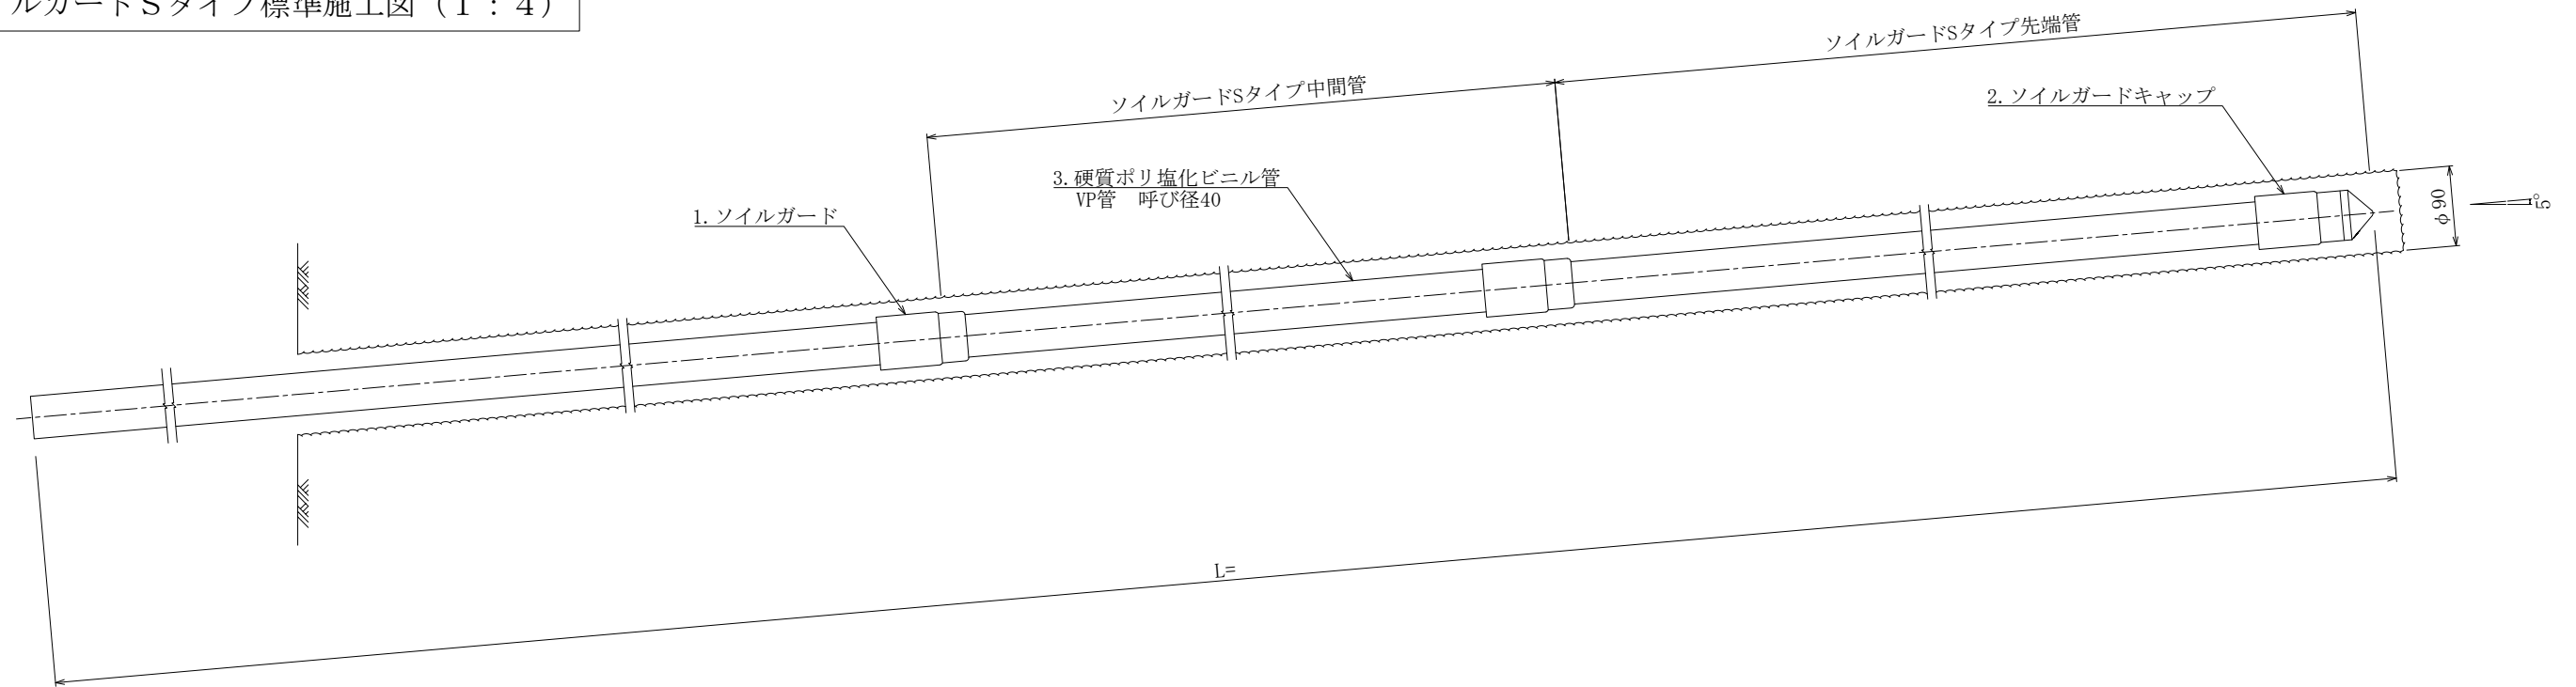 ルガードＳタイプ標準施工図（１：４）
ソイルガードSタイプ先端管
ソイルガードSタイプ中間管
2.ソイルガードキャップ
3.硬質ポリ塩化ビニル管
VP管　呼び径40
1.ソイルガード
φ90
5°
L=